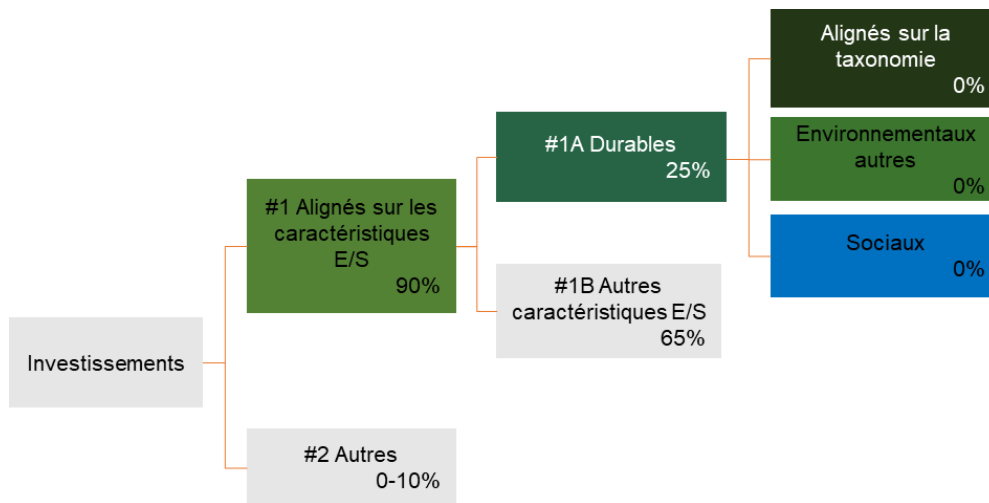 Investissements
#1 Alignés sur les
caractéristiques
E/S
90%
#2 Autres
0-10%
#1A Durables
25%
#1B Autres
caractéristiques E/S
65%
Alignés sur la
taxonomie
0%
Environnementaux
autres
0%
Sociaux
0%